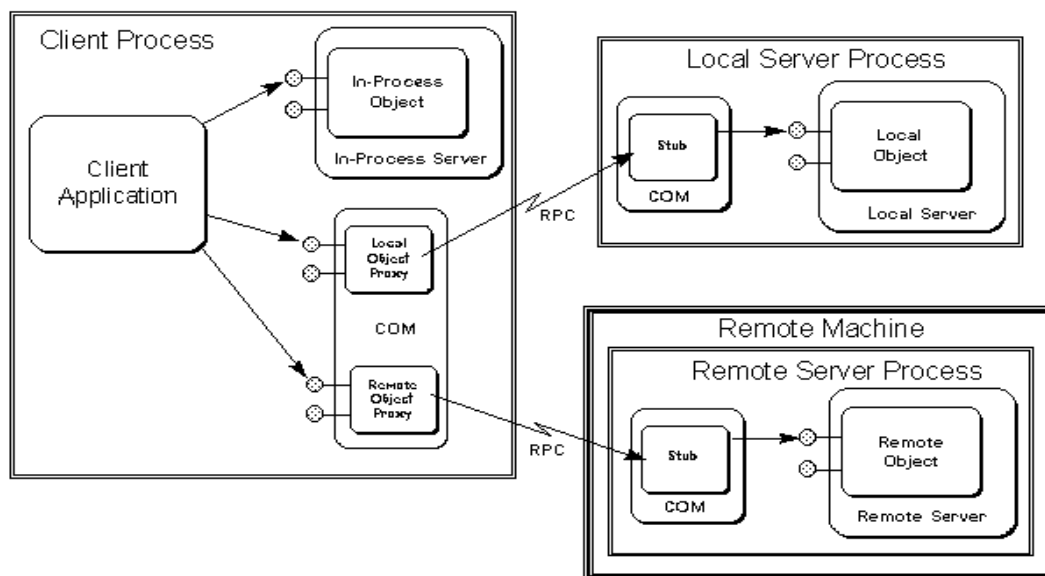 Client Process
In-Process
Object
In-Process Server
Client
Application
Local
Object
Proxy
COM
Remote
Object
Proxy
RPC
RPC
Local Server Process
Stub
COM
Local
Object
Local Server
Remote Machine
Remote Server Process
Stub
COM
Remote
Object
Remote Server